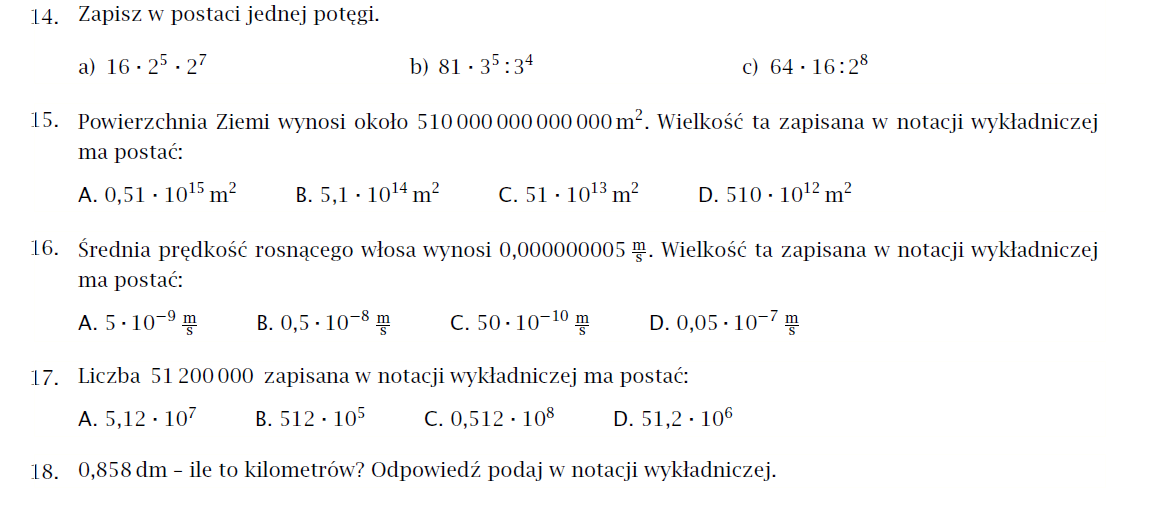 14. Zapisz w postaci jednej potęgi.
a) 16 · 2⁵ · 2⁷ b) 81 · 3⁵ : 3⁴ c) 64 · 16 : 2⁸
15. Powierzchnia Ziemi wynosi około 510 000 000 000 000 m². Wielkość ta zapisana w notacji wykładniczej
ma postać:
A. 0,51 · 10¹⁵ m² B. 5,1 · 10¹⁴ m² C. 51 · 10¹³ m² D. 510 · 10¹² m²
16. Średnia prędkość rosnącego włosa wynosi 0,000000005 m/s. Wielkość ta zapisana w notacji wykładniczej
ma postać:
A. 5 · 10⁻⁹ m/s B. 0,5 · 10⁻⁸ m/s C. 50 · 10⁻¹⁰ m/s D. 0,05 · 10⁻⁷ m/s
17. Liczba 51 200 000 zapisana w notacji wykładniczej ma postać:
A. 5,12 · 10⁷ B. 512 · 10⁵ C. 0,512 · 10⁸ D. 51,2 · 10⁶
18. 0,858 dm – ile to kilometrów? Odpowiedź podaj w notacji wykładniczej.